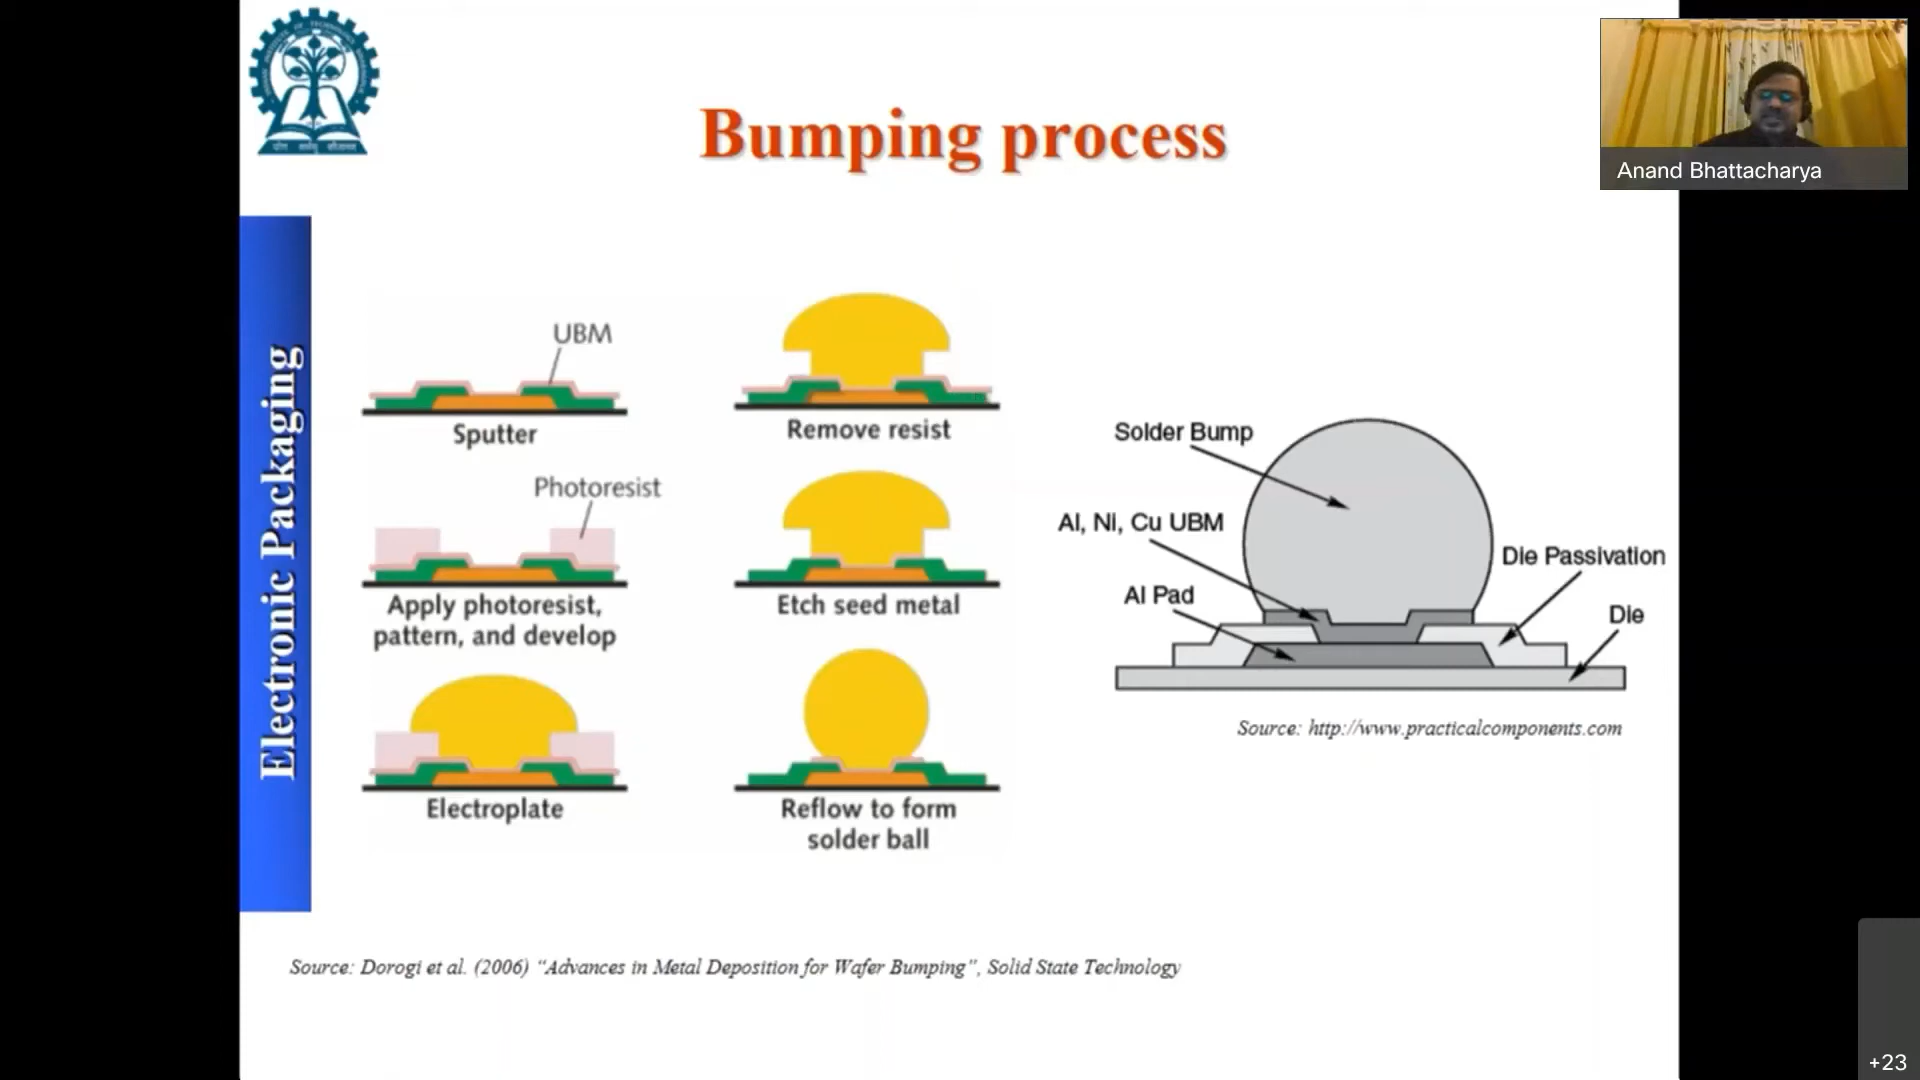 Bumping process
Anand Bhattacharya
Electronic Packaging
UBM
Sputter
Photoresist
Apply photoresist,
pattern, and develop
Electroplate
Remove resist
Etch seed metal
Reflow to form
solder ball
Solder Bump
Al, Ni, Cu UBM
Al Pad
Die Passivation
Die
Source: http://www.practicalcomponents.com
Source: Dorogi et al. (2006) “Advances in Metal Deposition for Wafer Bumping”, Solid State Technology
+23